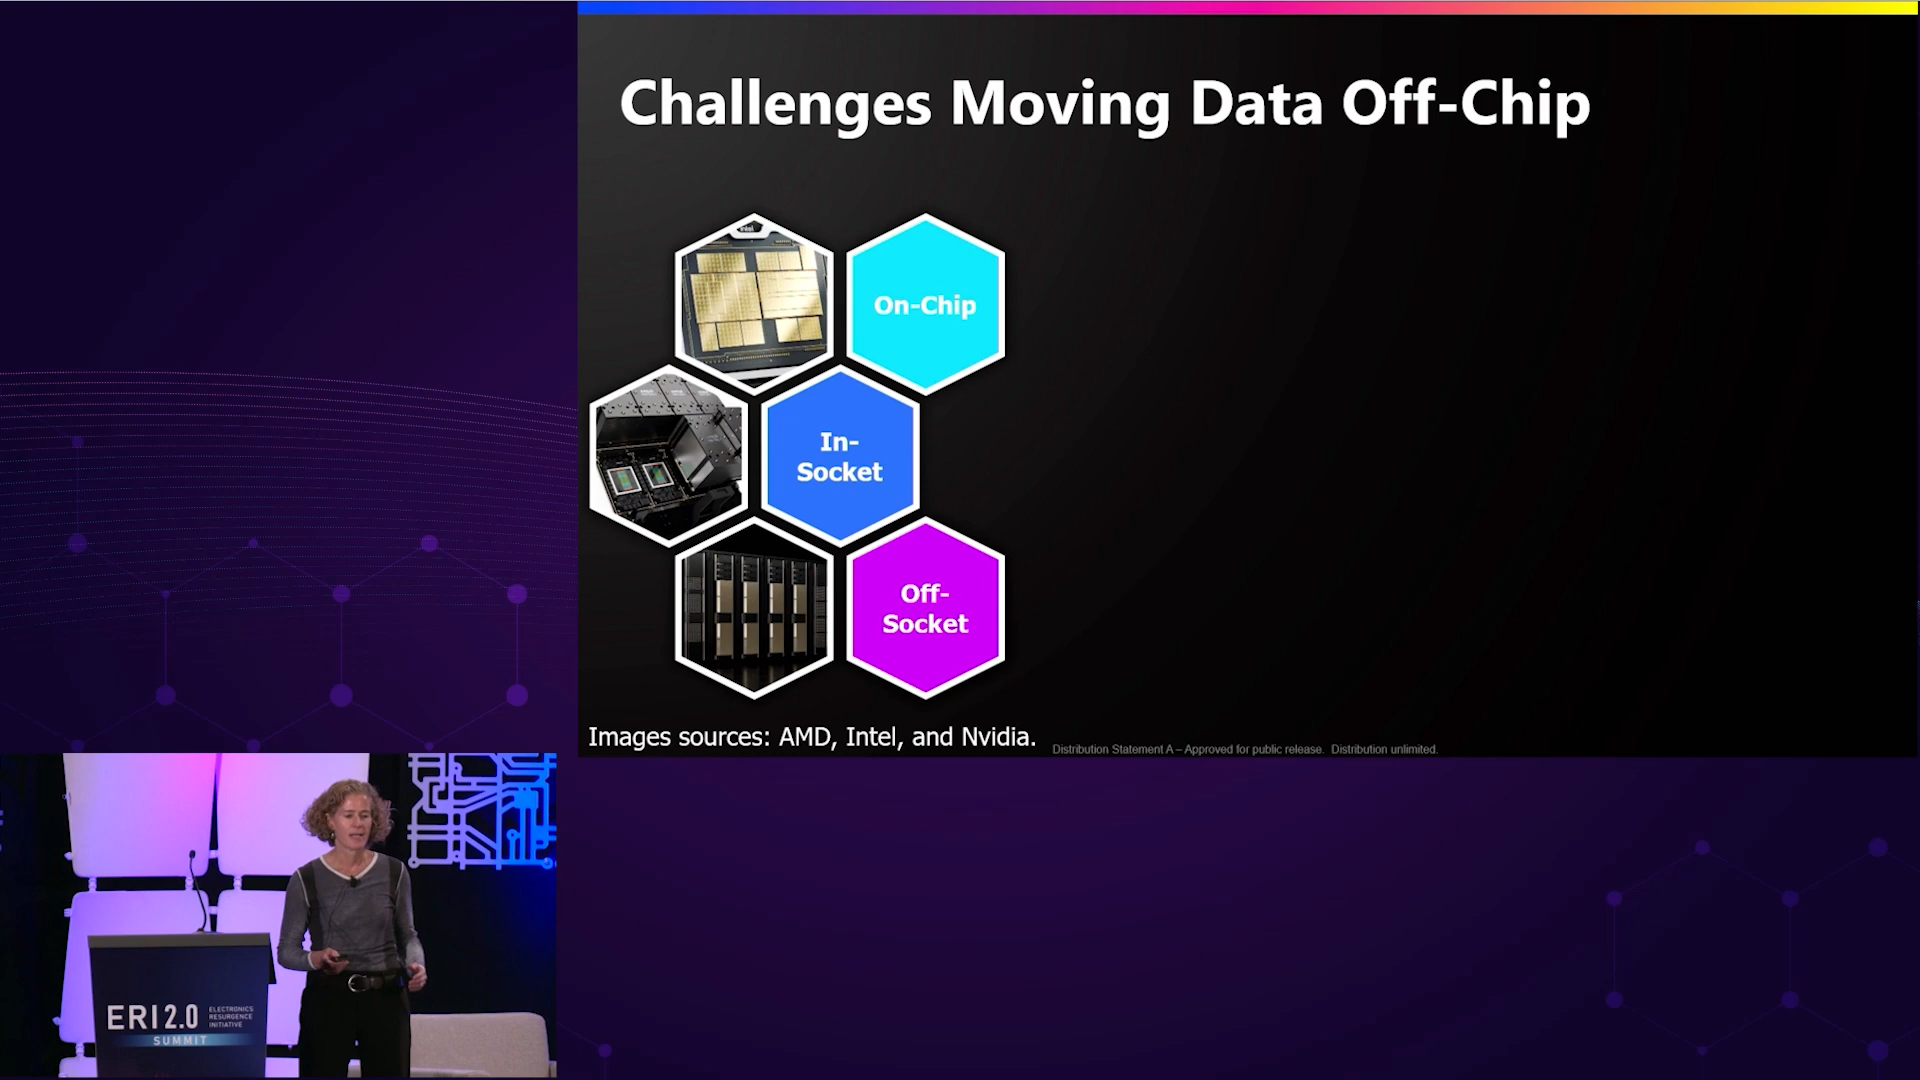 Challenges Moving Data Off-Chip
intel
On-Chip
In-
Socket
Off-
Socket
Images sources: AMD, Intel, and Nvidia.
Distribution Statement A – Approved for public release. Distribution unlimited.
ERI 2.0
ELECTRONICS
RESURGENCE
INITIATIVE
SUMMIT